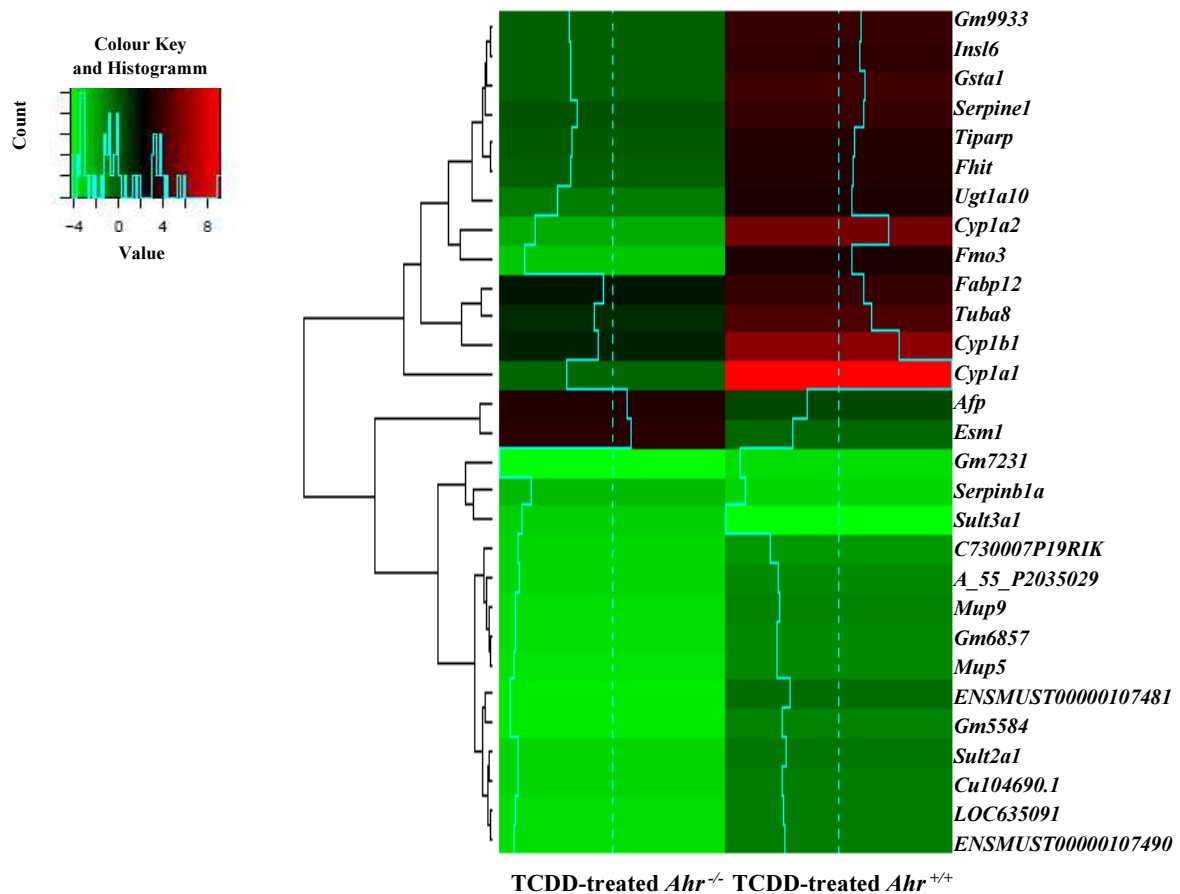 Colour Key
and Histogramm
Count
-4 0 4 8
Value
Gm9933
Insl6
Gsta1
Serpine1
Tiparp
Fhit
Ugt1a10
Cyp1a2
Fmo3
Fabp12
Tuba8
Cyp1b1
Cyp1a1
Afp
Esm1
Gm7231
Serpinb1a
Sult3a1
C730007P19RIK
A_55_P2035029
Mup9
Gm6857
Mup5
ENSMUST00000107481
Gm5584
Sult2a1
Cu104690.1
LOC635091
ENSMUST00000107490
TCDD-treated Ahr-/- TCDD-treated Ahr+/+